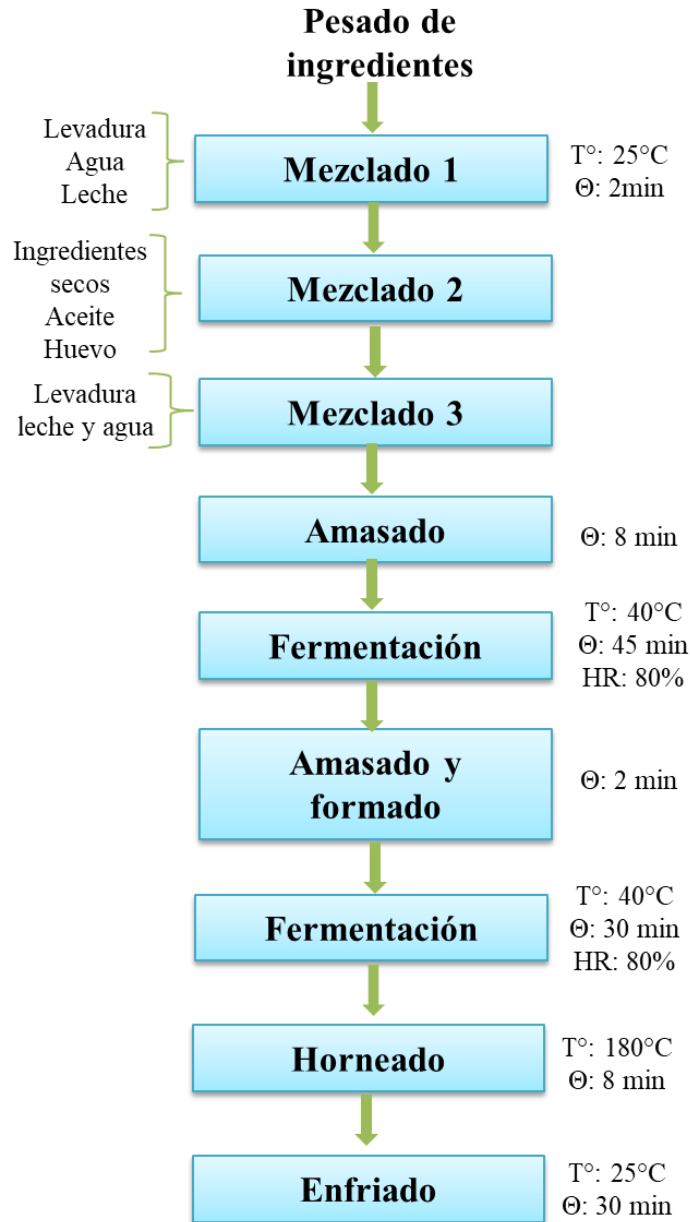 Pesado de
ingredientes
Levadura
Agua
Leche
Mezclado 1
T°: 25°C
Θ: 2min
Ingredientes
secos
Aceite
Huevo
Mezclado 2
Levadura
leche y agua
Mezclado 3
Amasado
Θ: 8 min
Fermentación
T°: 40°C
Θ: 45 min
HR: 80%
Amasado y
formado
Θ: 2 min
Fermentación
T°: 40°C
Θ: 30 min
HR: 80%
Horneado
T°: 180°C
Θ: 8 min
Enfriado
T°: 25°C
Θ: 30 min